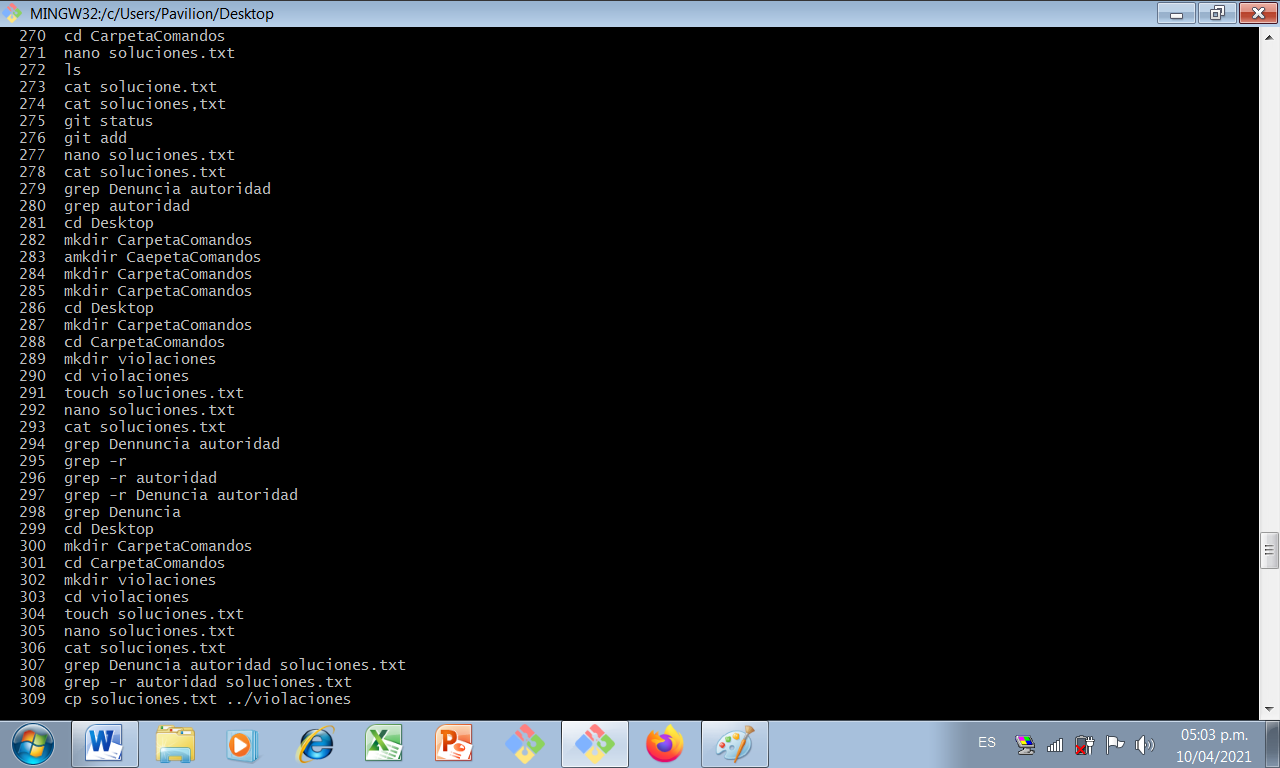 MINGW32:/c/Users/Pavilion/Desktop
270 cd CarpetaComandos
271 nano soluciones.txt
272 ls
273 cat solucione.txt
274 cat soluciones,txt
275 git status
276 git add
277 nano soluciones.txt
278 cat soluciones.txt
279 grep Denuncia autoridad
280 grep autoridad
281 cd Desktop
282 mkdir CarpetaComandos
283 amkdir CaepetaComandos
284 mkdir CarpetaComandos
285 mkdir CarpetaComandos
286 cd Desktop
287 mkdir CarpetaComandos
288 cd CarpetaComandos
289 mkdir violaciones
290 cd violaciones
291 touch soluciones.txt
292 nano soluciones.txt
293 cat soluciones.txt
294 grep Dennuncia autoridad
295 grep -r
296 grep -r autoridad
297 grep -r Denuncia autoridad
298 grep Denuncia
299 cd Desktop
300 mkdir CarpetaComandos
301 cd CarpetaComandos
302 mkdir violaciones
303 cd violaciones
304 touch soluciones.txt
305 nano soluciones.txt
306 cat soluciones.txt
307 grep Denuncia autoridad soluciones.txt
308 grep -r autoridad soluciones.txt
309 cp soluciones.txt ../violaciones
ES
05:03 p.m.
10/04/2021